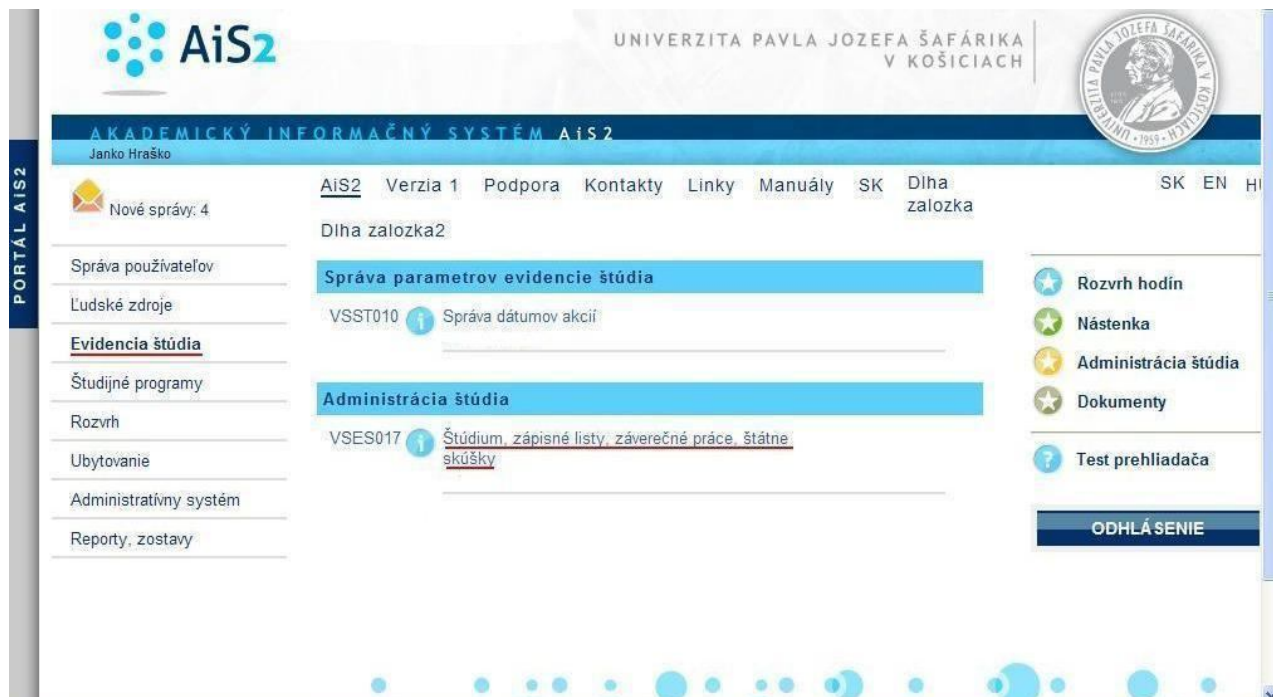 AiS2
UNIVERZITA PAVLA JOZEFA ŠAFÁRIKA
V KOŠICIACH
AKADEMICKÝ INFORMAČNÝ SYSTÉM AiS2
Janko Hraško
PORTÁL AiS2
Nové správy: 4
Správa používateľov
Ľudské zdroje
Evidencia štúdia
Študijné programy
Rozvrh
Ubytovanie
Administratívny systém
Reporty, zostavy
AiS2 Verzia 1 Podpora Kontakty Linky Manuály SK Dlha
zalozka
Dlha zalozka2
Správa parametrov evidencie štúdia
VSST010 Správa dátumov akcií
Administrácia štúdia
VSES017 Štúdium, zápisné listy, záverečné práce, štátne
skúšky
SK EN
Rozvrh hodín
Nástenka
Administrácia štúdia
Dokumenty
Test prehliadača
ODHLÁSENIE